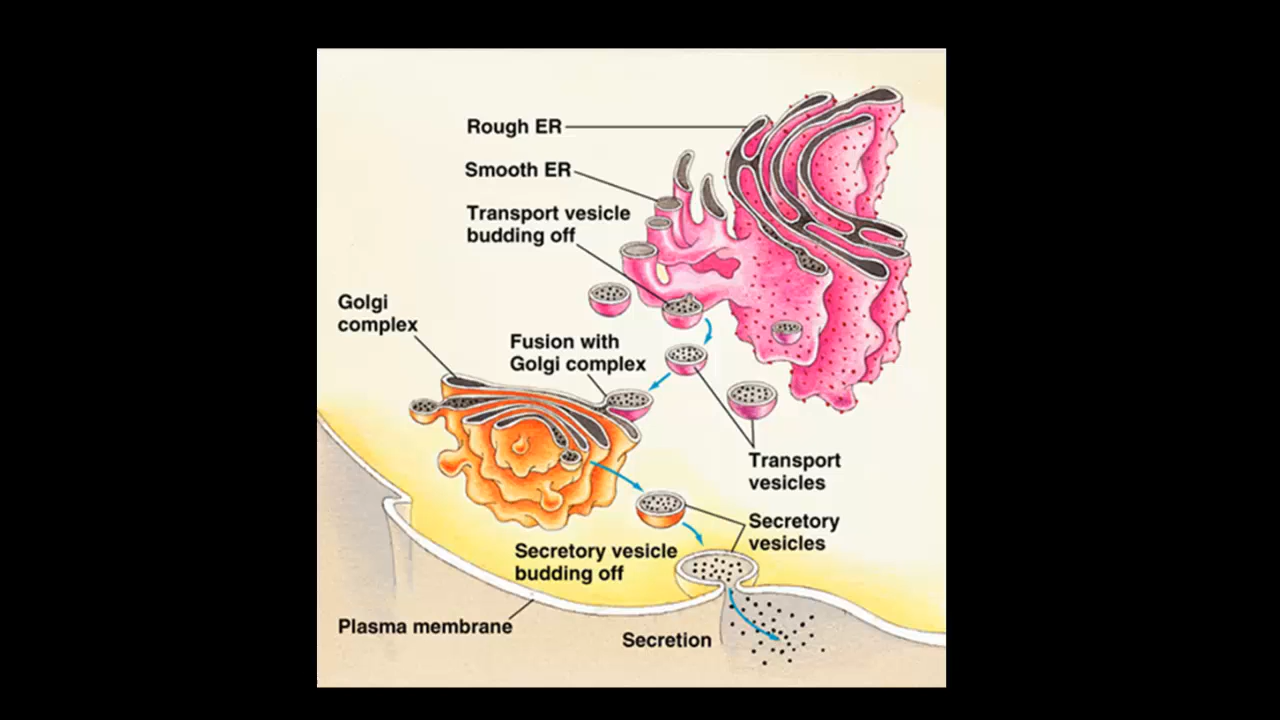 Rough ER
Smooth ER
Transport vesicle
budding off
Golgi
complex
Fusion with
Golgi complex
Transport
vesicles
Secretory
vesicles
Secretory vesicle
budding off
Plasma membrane
Secretion